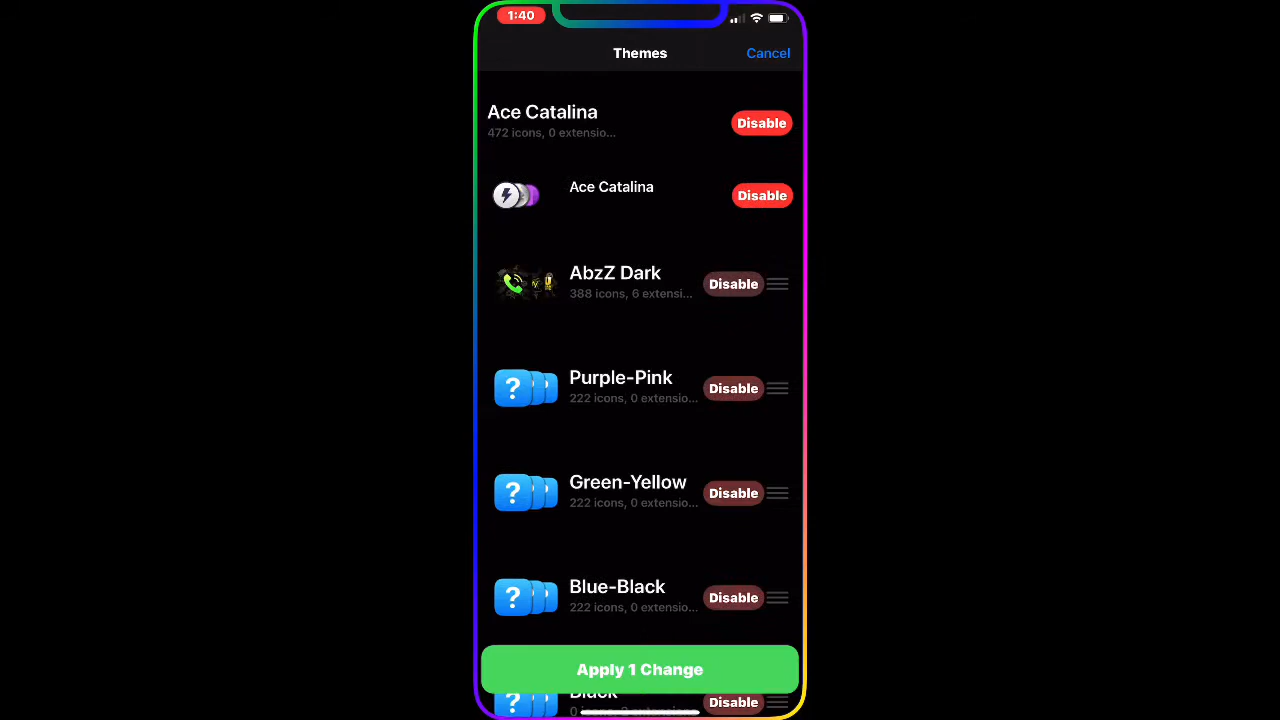 1:40
Themes
Cancel
Ace Catalina
472 icons, 0 extensio...
Disable
Ace Catalina
Disable
AbzZ Dark
388 icons, 6 extensi...
Disable
Purple-Pink
222 icons, 0 extensio...
Disable
Green-Yellow
222 icons, 0 extensio...
Disable
Blue-Black
222 icons, 0 extensio...
Disable
Apply 1 Change
Black
Disable